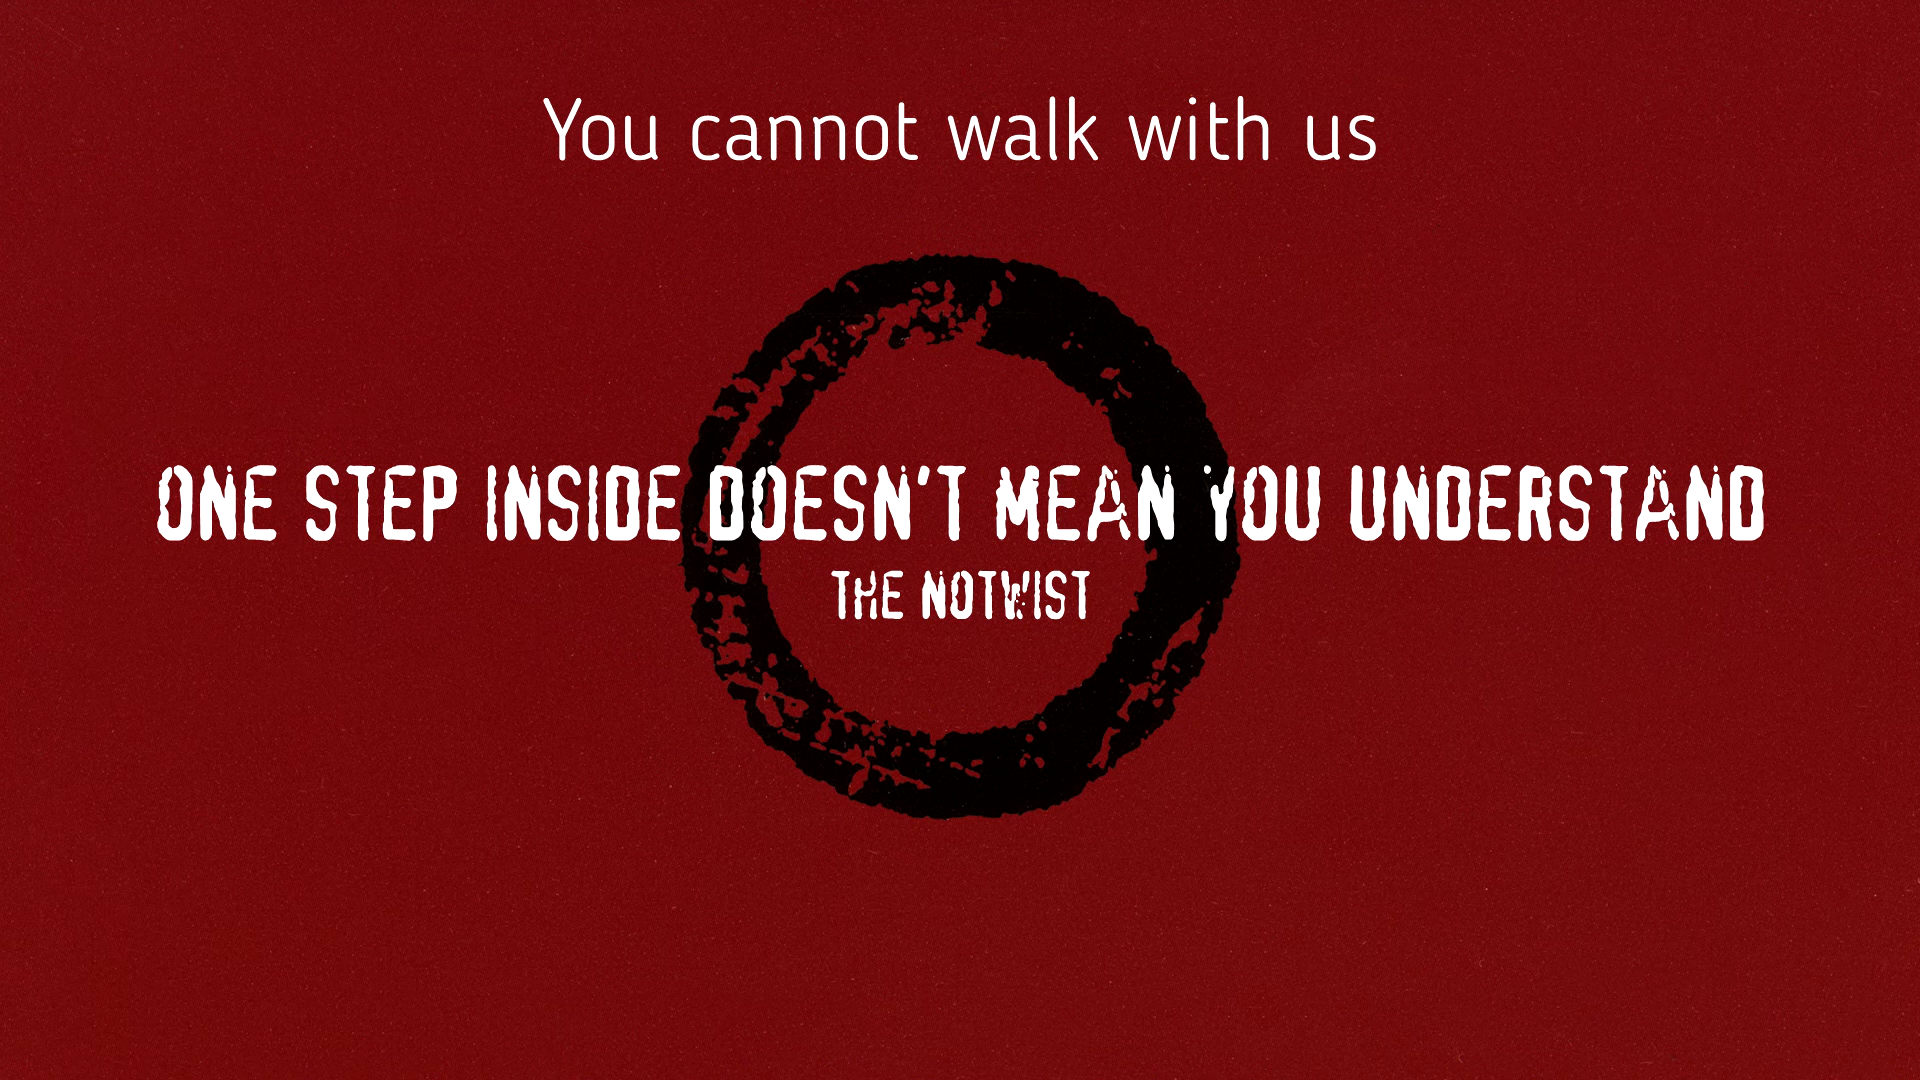 You cannot walk with us
ONE STEP INSIDE DOESN'T MEAN YOU UNDERSTAND
THE NOTWIST